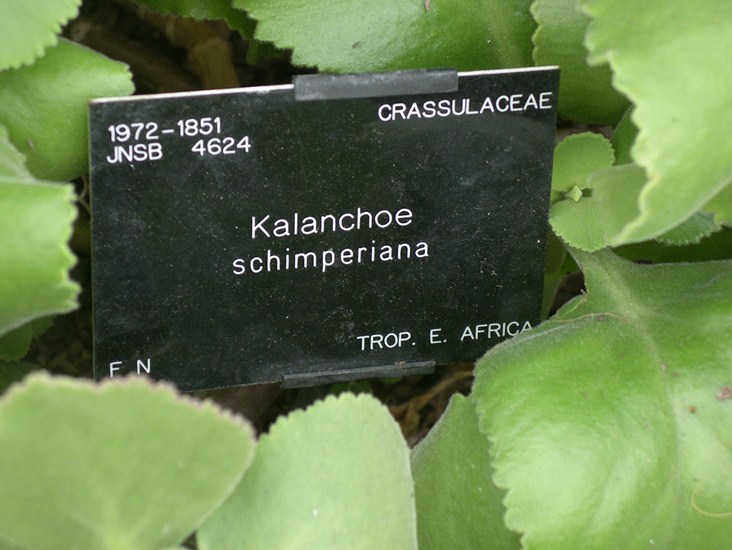 1972-1851
CRASSULACEAE
JNSB 4624
Kalanchoe
schimperiana
TROP. E. AFRICA